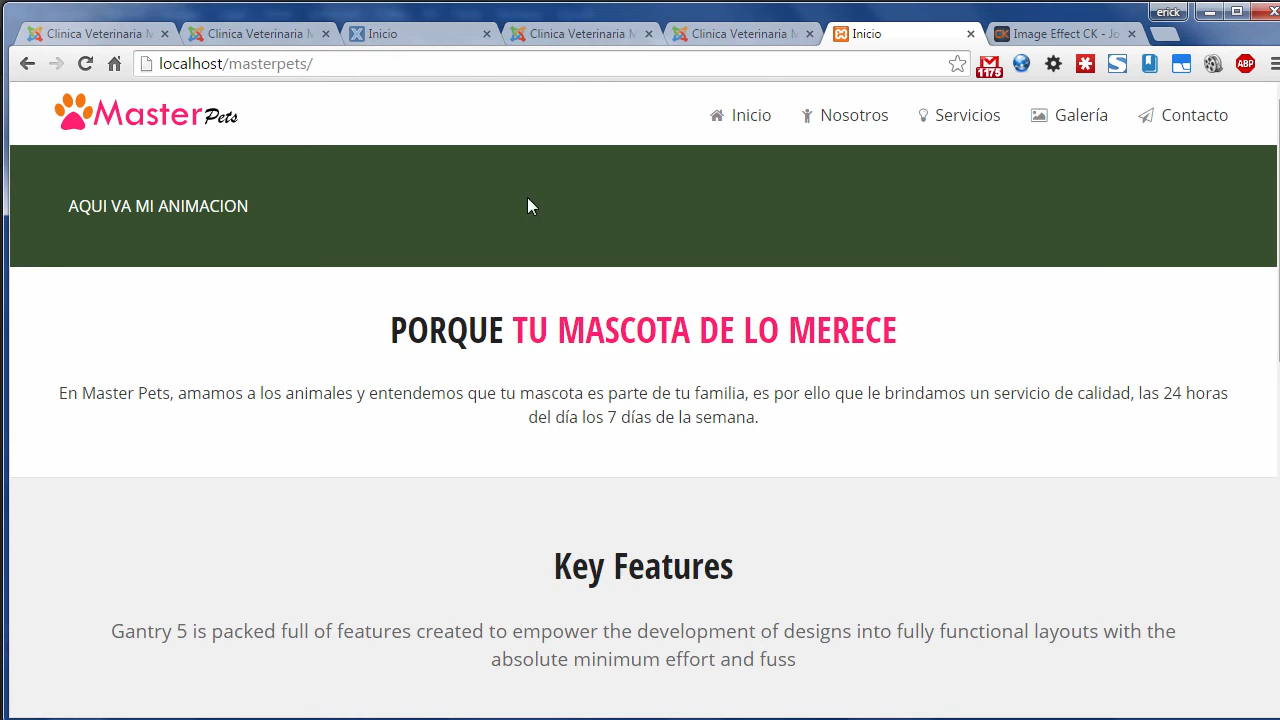 erick
Clinica Veterinaria M
Clinica Veterinaria M
Inicio
Clinica Veterinaria M
Clinica Veterinaria M
Inicio
Image Effect CK - Jo
localhost/masterpets/
1175
ABP
Master Pets
Inicio
Nosotros
Servicios
Galería
Contacto
AQUI VA MI ANIMACION
PORQUE TU MASCOTA DE LO MERECE
En Master Pets, amamos a los animales y entendemos que tu mascota es parte de tu familia, es por ello que le brindamos un servicio de calidad, las 24 horas
del día los 7 días de la semana.
Key Features
Gantry 5 is packed full of features created to empower the development of designs into fully functional layouts with the
absolute minimum effort and fuss